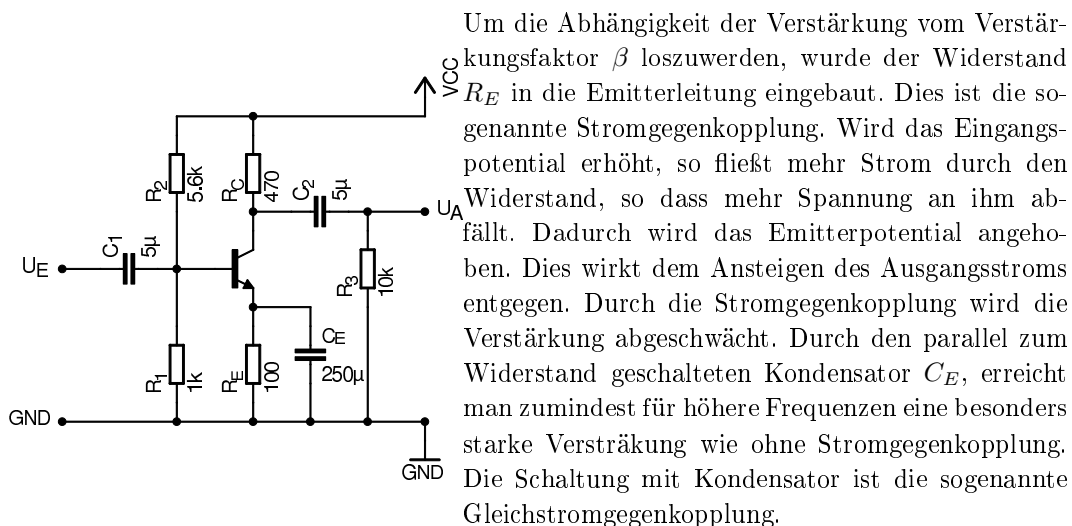 VCC
R2
5.6k
RC
470
C2
5µ
UA
C1
5µ
UE
R3
10k
R1
1k
RE
100
CE
250µ
GND
GND
Um die Abhängigkeit der Verstärkung vom Verstär-
kungsfaktor β loszuwerden, wurde der Widerstand
R_E in die Emitterleitung eingebaut. Dies ist die so-
genannte Stromgegenkopplung. Wird das Eingangs-
potential erhöht, so fließt mehr Strom durch den
Widerstand, so dass mehr Spannung an ihm ab-
fällt. Dadurch wird das Emitterpotential angeho-
ben. Dies wirkt dem Ansteigen des Ausgangsstroms
entgegen. Durch die Stromgegenkopplung wird die
Verstärkung abgeschwächt. Durch den parallel zum
Widerstand geschalteten Kondensator C_E, erreicht
man zumindest für höhere Frequenzen eine besonders
starke Versträkung wie ohne Stromgegenkopplung.
Die Schaltung mit Kondensator ist die sogenannte
Gleichstromgegenkopplung.